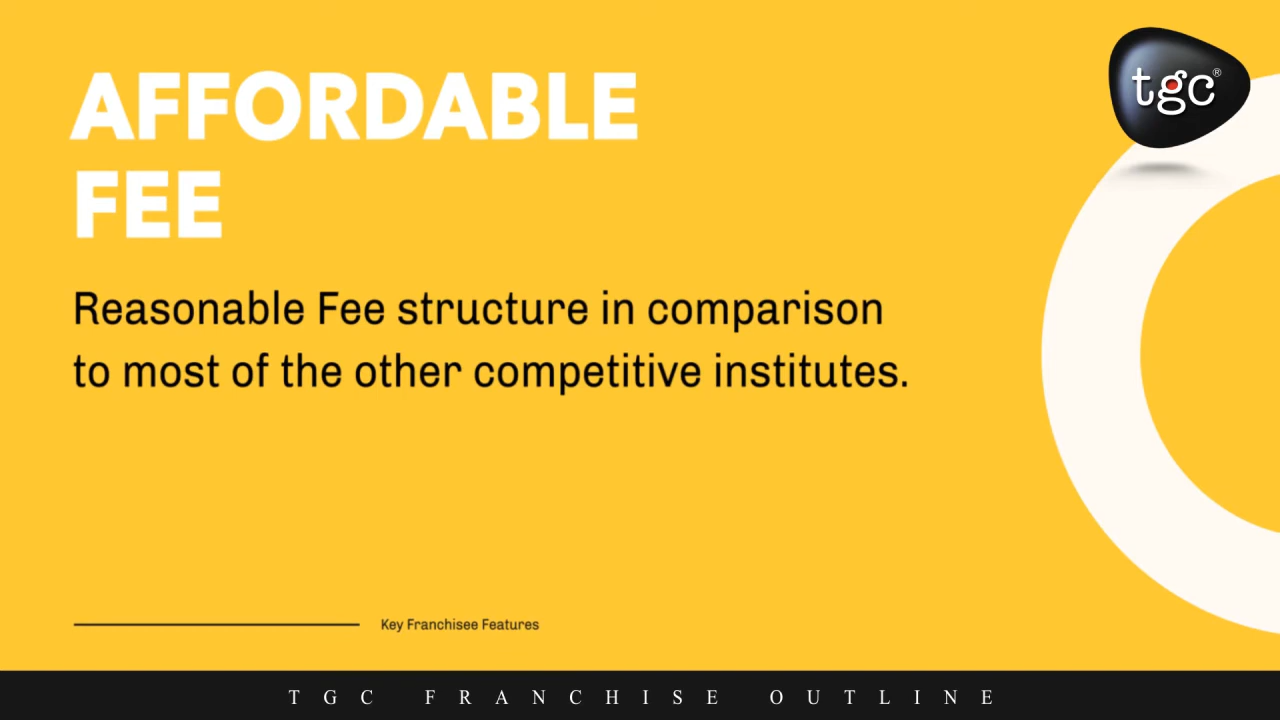 tgc®
AFFORDABLE
FEE
Reasonable Fee structure in comparison
to most of the other competitive institutes.
Key Franchisee Features
TGC FRANCHISE OUTLINE